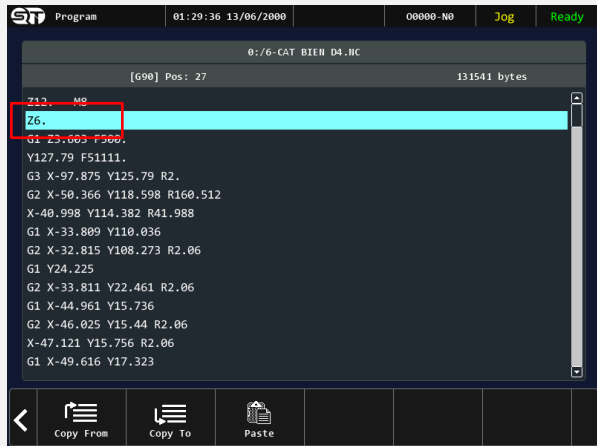 ST Program 01:29:36 13/06/2000 O0000-N0 Jog Ready
0:/6-CAT BIEN D4.NC
[G90] Pos: 27 131541 bytes
Z12. M8
Z6.
G1 Z3.603 F500.
Y127.79 F51111.
G3 X-97.875 Y125.79 R2.
G2 X-50.366 Y118.598 R160.512
X-40.998 Y114.382 R41.988
G1 X-33.809 Y110.036
G2 X-32.815 Y108.273 R2.06
G1 Y24.225
G2 X-33.811 Y22.461 R2.06
G1 X-44.961 Y15.736
G2 X-46.025 Y15.44 R2.06
X-47.121 Y15.756 R2.06
G1 X-49.616 Y17.323
Copy From Copy To Paste